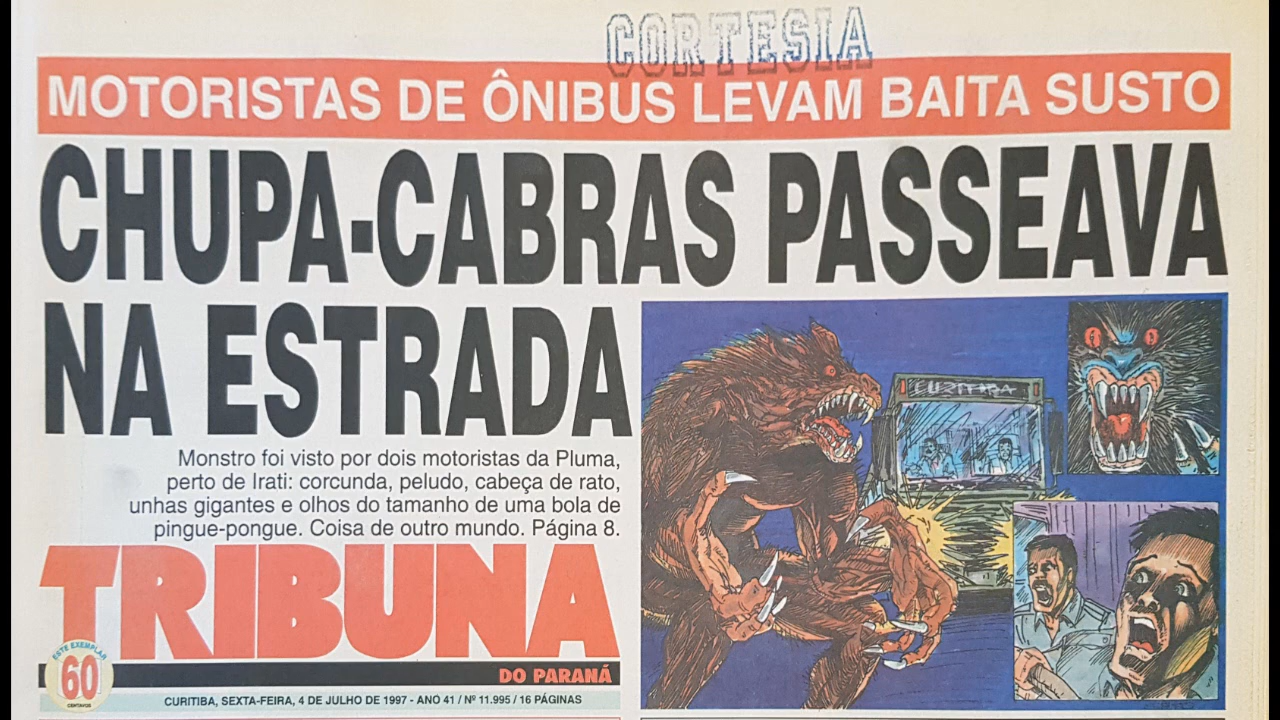 CORTESIA
MOTORISTAS DE ÔNIBUS LEVAM BAITA SUSTO
CHUPA-CABRAS PASSEAVA
NA ESTRADA
Monstro foi visto por dois motoristas da Pluma,
perto de Irati: corcunda, peludo, cabeça de rato,
unhas gigantes e olhos do tamanho de uma bola de
pingue-pongue. Coisa de outro mundo. Página 8.
CURITIBA
TRIBUNA
DO PARANÁ
ESTE EXEMPLAR
60
CENTAVOS
CURITIBA, SEXTA-FEIRA, 4 DE JULHO DE 1997 - ANO 41 / Nº 11.995 / 16 PÁGINAS